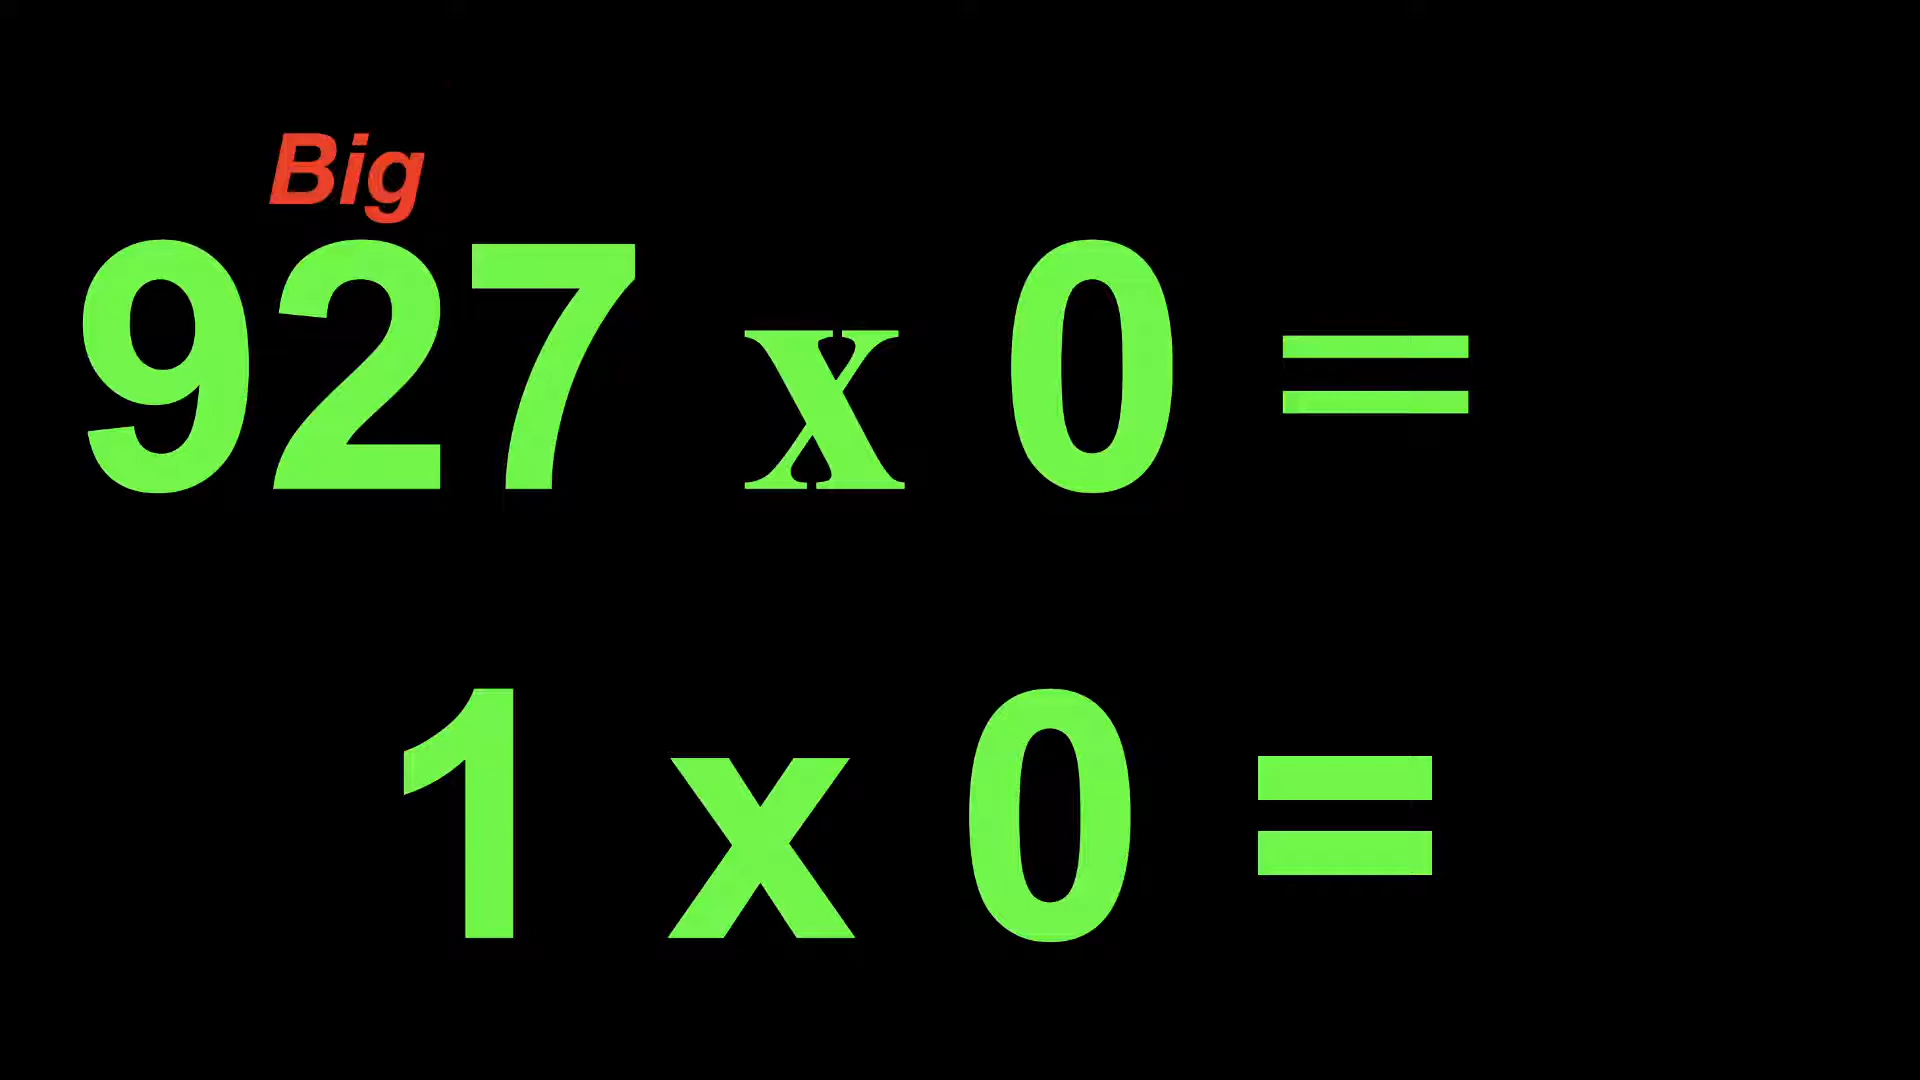 Big
927 x 0 =
1 x 0 =